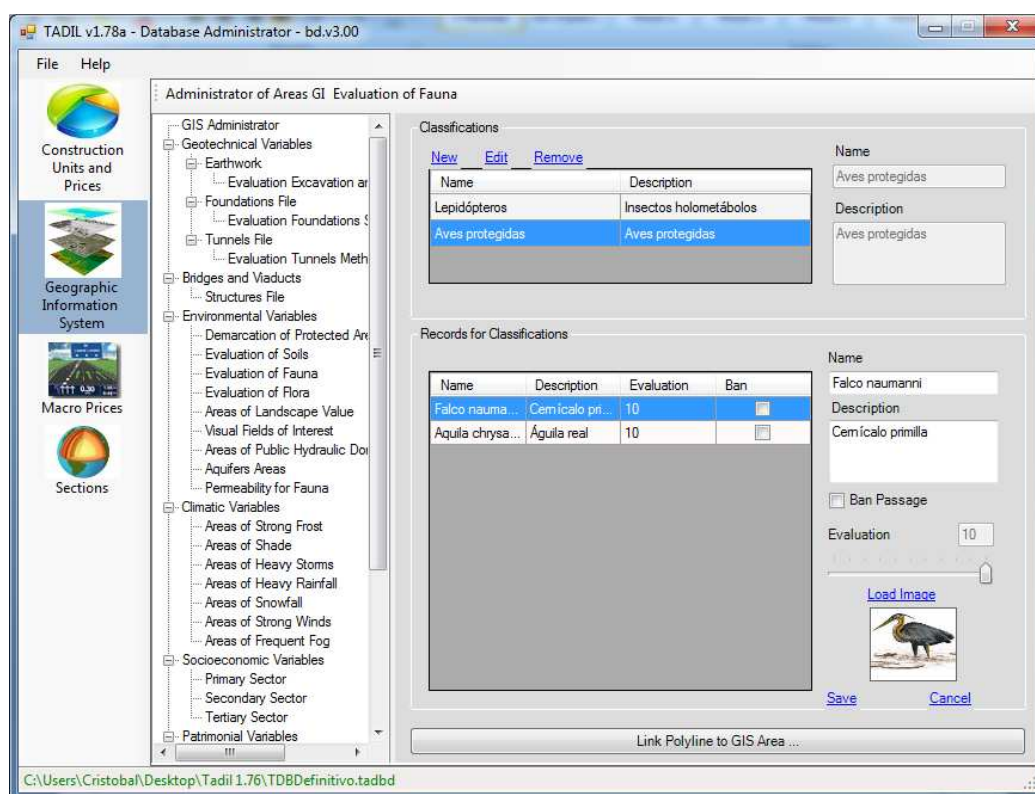 TADIL v1.78a - Database Administrator - bd.v3.00
File Help
Construction Units and Prices
Geographic Information System
Macro Prices
Sections
Administrator of Areas GI Evaluation of Fauna
GIS Administrator
Geotechnical Variables
Earthwork
Evaluation Excavation ar
Foundations File
Evaluation Foundations S
Tunnels File
Evaluation Tunnels Meth
Bridges and Viaducts
Structures File
Environmental Variables
Demarcation of Protected Are
Evaluation of Soils
Evaluation of Fauna
Evaluation of Flora
Areas of Landscape Value
Visual Fields of Interest
Areas of Public Hydraulic Dor
Aquifers Areas
Permeability for Fauna
Climatic Variables
Areas of Strong Frost
Areas of Shade
Areas of Heavy Storms
Areas of Heavy Rainfall
Areas of Snowfall
Areas of Strong Winds
Areas of Frequent Fog
Socioeconomic Variables
Primary Sector
Secondary Sector
Tertiary Sector
Patrimonial Variables
Classifications
New Edit Remove
Name Description
Lepidópteros Insectos holometábolos
Aves protegidas Aves protegidas
Name
Aves protegidas
Description
Aves protegidas
Records for Classifications
Name Description Evaluation Ban
Falco nauma... Cernícalo pri... 10
Aquila chrysa... Águila real 10
Name
Falco naumanni
Description
Cernícalo primilla
Ban Passage
Evaluation 10
Load Image
Save Cancel
Link Polyline to GIS Area ...
C:\Users\Cristobal\Desktop\Tadil 1.76\TDBDefinitivo.tadbd